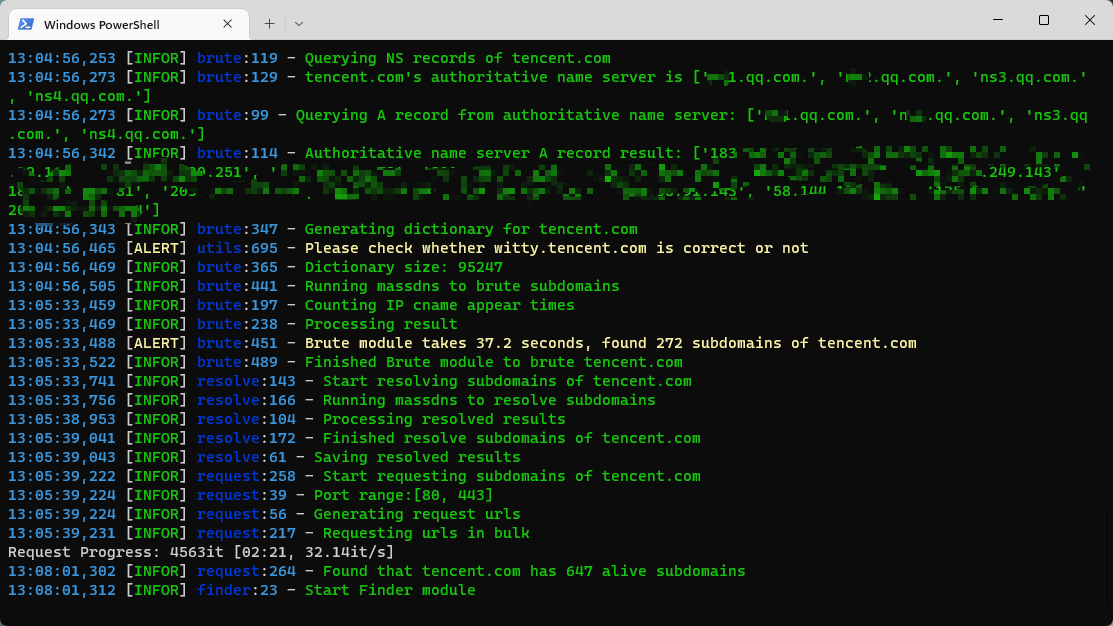 Windows PowerShell
13:04:56,253 [INFOR] brute:119 - Querying NS records of tencent.com
13:04:56,273 [INFOR] brute:129 - tencent.com's authoritative name server is ['1.qq.com.', '.qq.com.', 'ns3.qq.com.'
, 'ns4.qq.com.']
13:04:56,273 [INFOR] brute:99 - Querying A record from authoritative name server: ['1.qq.com.', '.qq.com.', 'ns3.qq
.com.', 'ns4.qq.com.']
13:04:56,342 [INFOR] brute:114 - Authoritative name server A record result: ['183
.251', ' .249.143'
81', ' .91.143', '58.144. '
']
13:04:56,343 [INFOR] brute:347 - Generating dictionary for tencent.com
13:04:56,465 [ALERT] utils:695 - Please check whether witty.tencent.com is correct or not
13:04:56,469 [INFOR] brute:365 - Dictionary size: 95247
13:04:56,505 [INFOR] brute:441 - Running massdns to brute subdomains
13:05:33,459 [INFOR] brute:197 - Counting IP cname appear times
13:05:33,469 [INFOR] brute:238 - Processing result
13:05:33,488 [ALERT] brute:451 - Brute module takes 37.2 seconds, found 272 subdomains of tencent.com
13:05:33,522 [INFOR] brute:489 - Finished Brute module to brute tencent.com
13:05:33,741 [INFOR] resolve:143 - Start resolving subdomains of tencent.com
13:05:33,756 [INFOR] resolve:166 - Running massdns to resolve subdomains
13:05:38,953 [INFOR] resolve:104 - Processing resolved results
13:05:39,041 [INFOR] resolve:172 - Finished resolve subdomains of tencent.com
13:05:39,043 [INFOR] resolve:61 - Saving resolved results
13:05:39,222 [INFOR] request:258 - Start requesting subdomains of tencent.com
13:05:39,224 [INFOR] request:39 - Port range:[80, 443]
13:05:39,224 [INFOR] request:56 - Generating request urls
13:05:39,231 [INFOR] request:217 - Requesting urls in bulk
Request Progress: 4563it [02:21, 32.14it/s]
13:08:01,302 [INFOR] request:264 - Found that tencent.com has 647 alive subdomains
13:08:01,312 [INFOR] finder:23 - Start Finder module